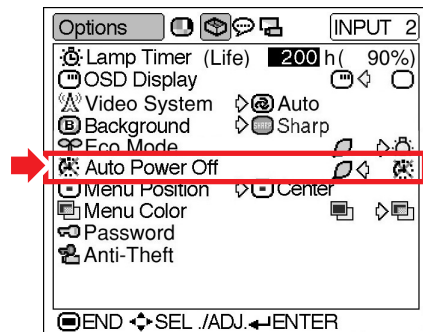 Options INPUT 2
Lamp Timer (Life) 200 h( 90%)
OSD Display
Video System Auto
B Background SHARP Sharp
Eco Mode
Auto Power Off
Menu Position Center
Menu Color
Password
Anti-Theft
END SEL./ADJ. ENTER